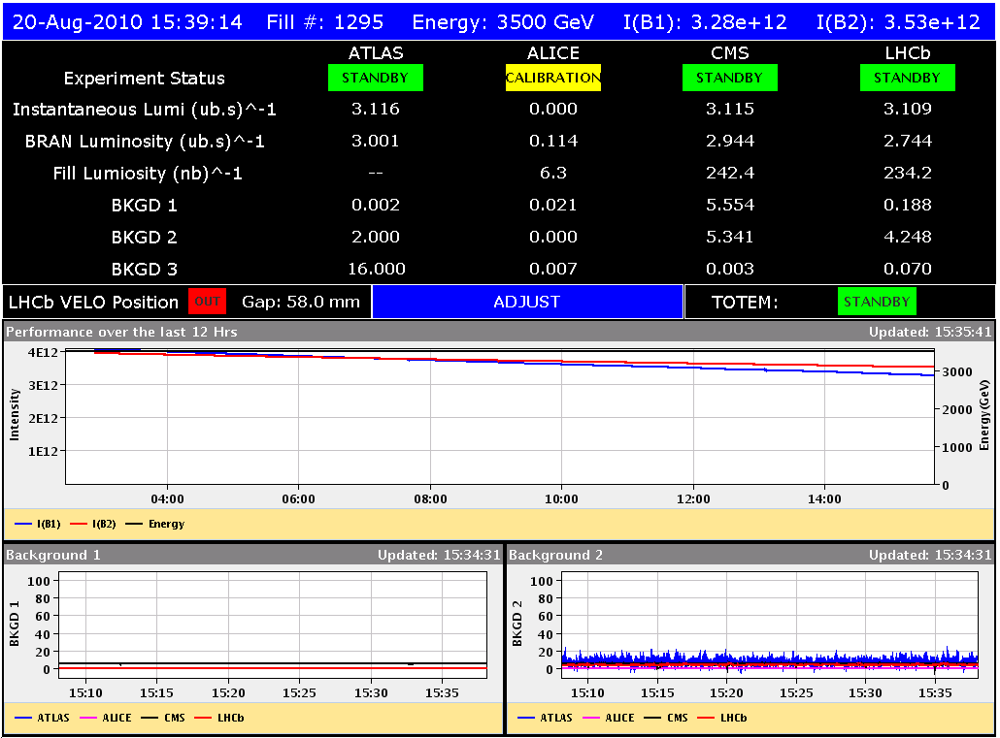 20-Aug-2010 15:39:14 Fill #: 1295 Energy: 3500 GeV I(B1): 3.28e+12 I(B2): 3.53e+12
ATLAS ALICE CMS LHCb
Experiment Status STANDBY CALIBRATION STANDBY STANDBY
Instantaneous Lumi (ub.s)^-1 3.116 0.000 3.115 3.109
BRAN Luminosity (ub.s)^-1 3.001 0.114 2.944 2.744
Fill Lumiosity (nb)^-1 -- 6.3 242.4 234.2
BKGD 1 0.002 0.021 5.554 0.188
BKGD 2 2.000 0.000 5.341 4.248
BKGD 3 16.000 0.007 0.003 0.070
LHCb VELO Position OUT Gap: 58.0 mm ADJUST TOTEM: STANDBY
Performance over the last 12 Hrs Updated: 15:35:41
4E12
3E12 3000
2E12 2000
1E12 1000
0
Intensity
Energy(GeV)
04:00 06:00 08:00 10:00 12:00 14:00
I(B1) I(B2) Energy
Background 1 Updated: 15:34:31
100
80
60
40
20
0
BKGD 1
15:10 15:15 15:20 15:25 15:30 15:35
ATLAS ALICE CMS LHCb
Background 2 Updated: 15:34:31
100
80
60
40
20
0
BKGD 2
15:10 15:15 15:20 15:25 15:30 15:35
ATLAS ALICE CMS LHCb